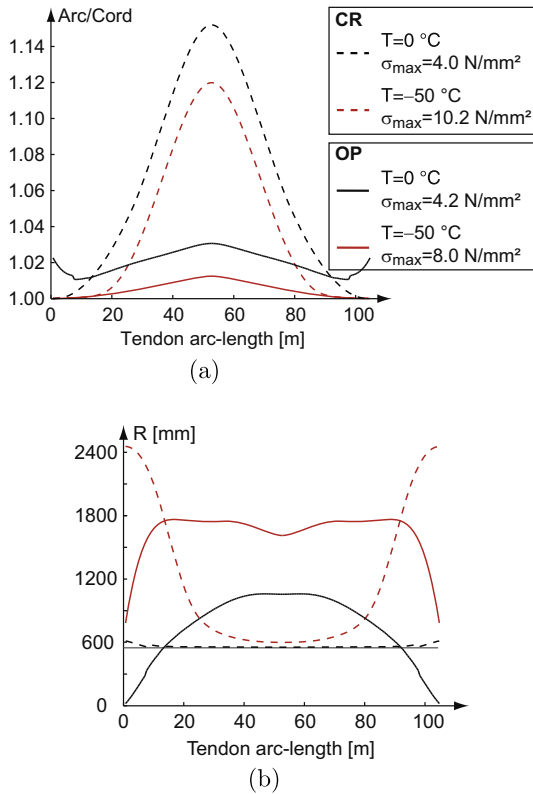 Arc/Cord
1.14
1.12
1.10
1.08
1.06
1.04
1.02
1.00
0 20 40 60 80 100
Tendon arc-length [m]
CR
T=0 °C
σmax=4.0 N/mm²
T=−50 °C
σmax=10.2 N/mm²
OP
T=0 °C
σmax=4.2 N/mm²
T=−50 °C
σmax=8.0 N/mm²
(a)
R [mm]
2400
1800
1200
600
0
0 20 40 60 80 100
Tendon arc-length [m]
(b)